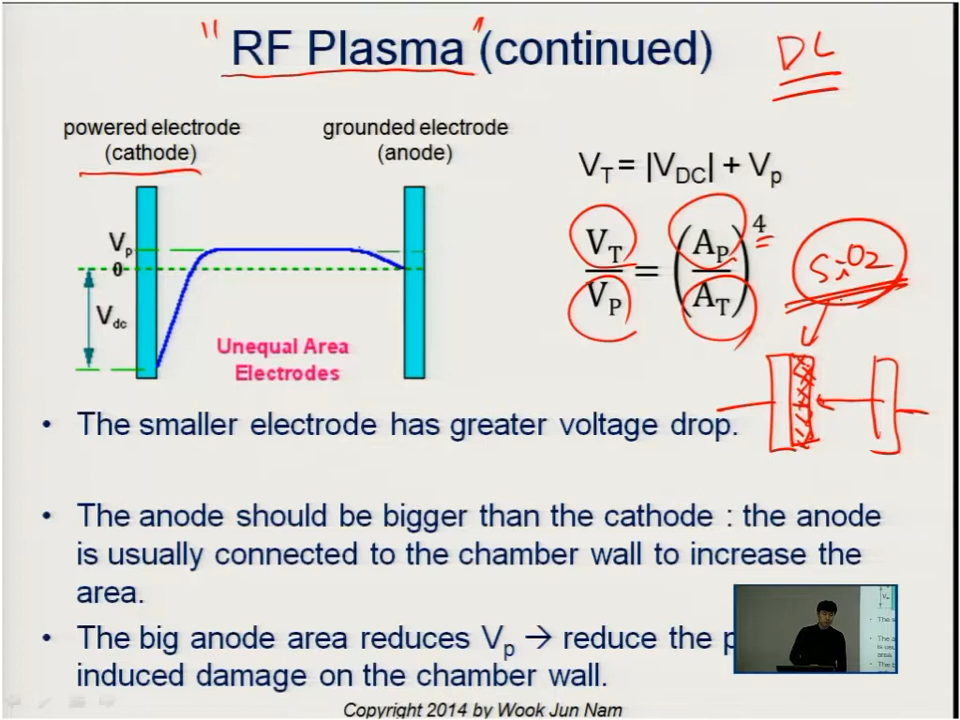 "RF Plasma" (continued)
DC
powered electrode
(cathode)
grounded electrode
(anode)
V_T = |V_DC| + V_p
V_T / V_P = (A_P / A_T)^4
SiO2
V_p
0
V_dc
Unequal Area
Electrodes
• The smaller electrode has greater voltage drop.
• The anode should be bigger than the cathode : the anode
is usually connected to the chamber wall to increase the
area.
• The big anode area reduces V_p → reduce the p
induced damage on the chamber wall.
Copyright 2014 by Wook Jun Nam